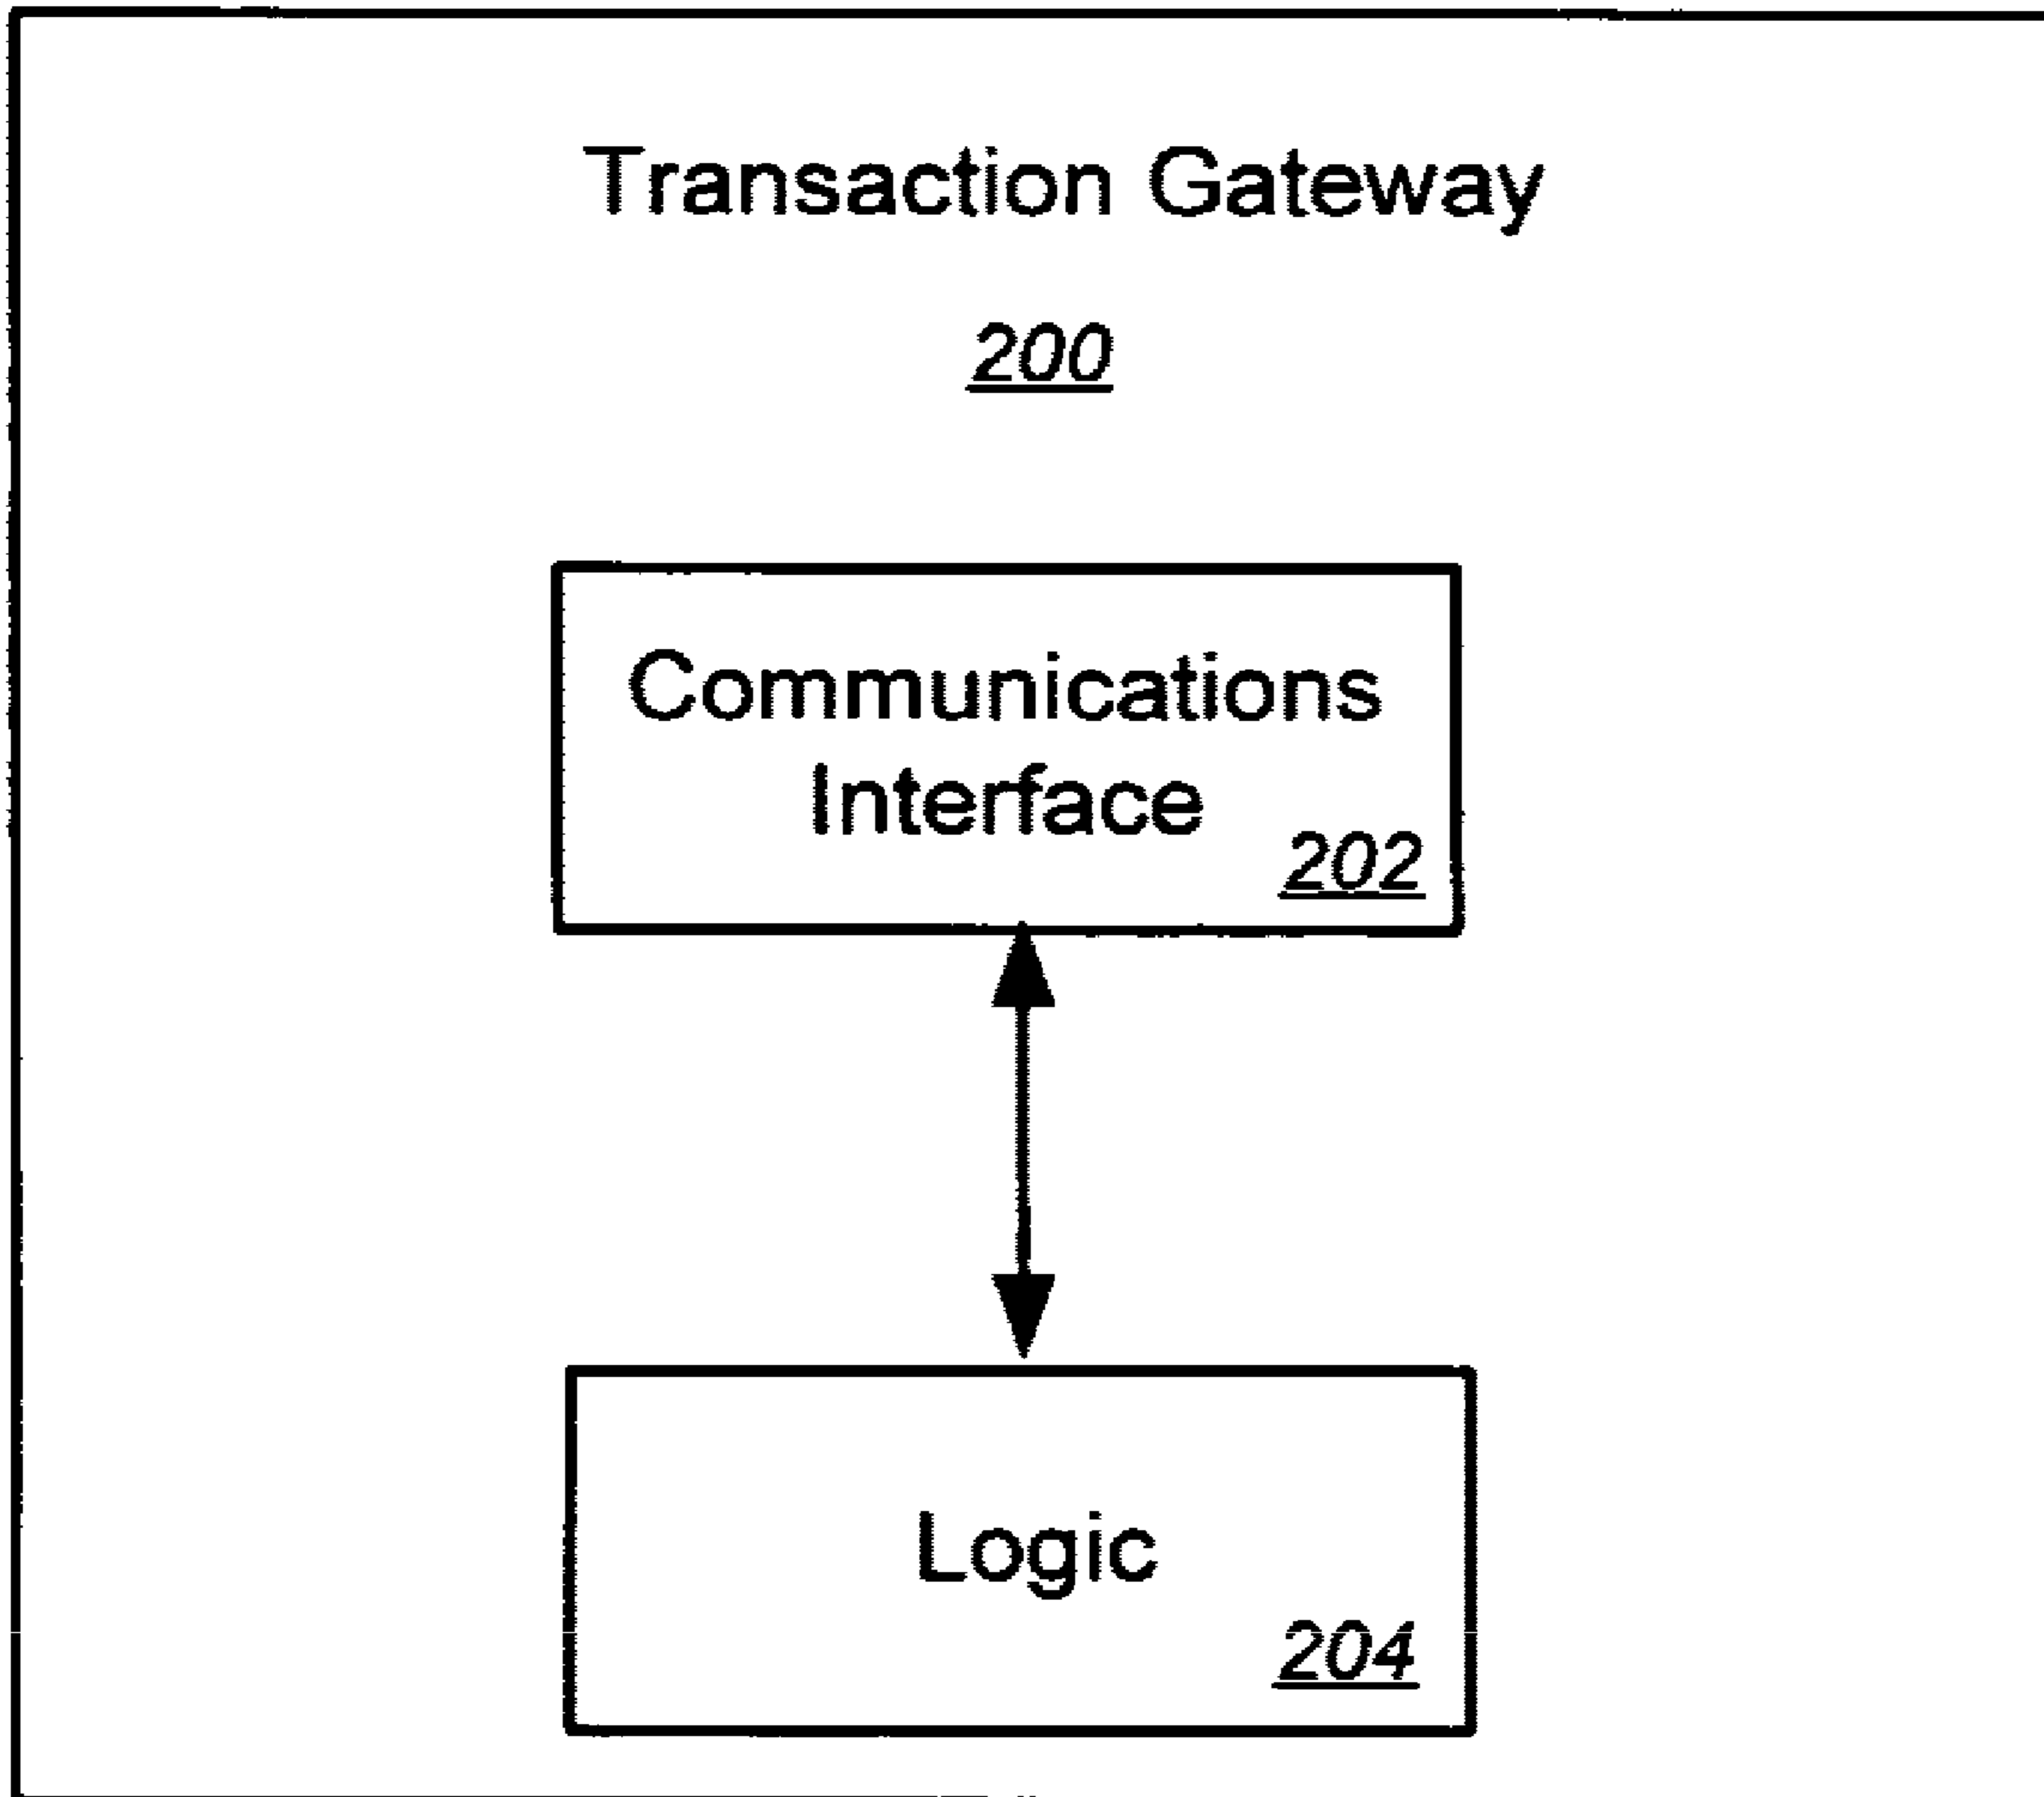 Transaction Gateway
200
Communications
Interface
202
Logic
204